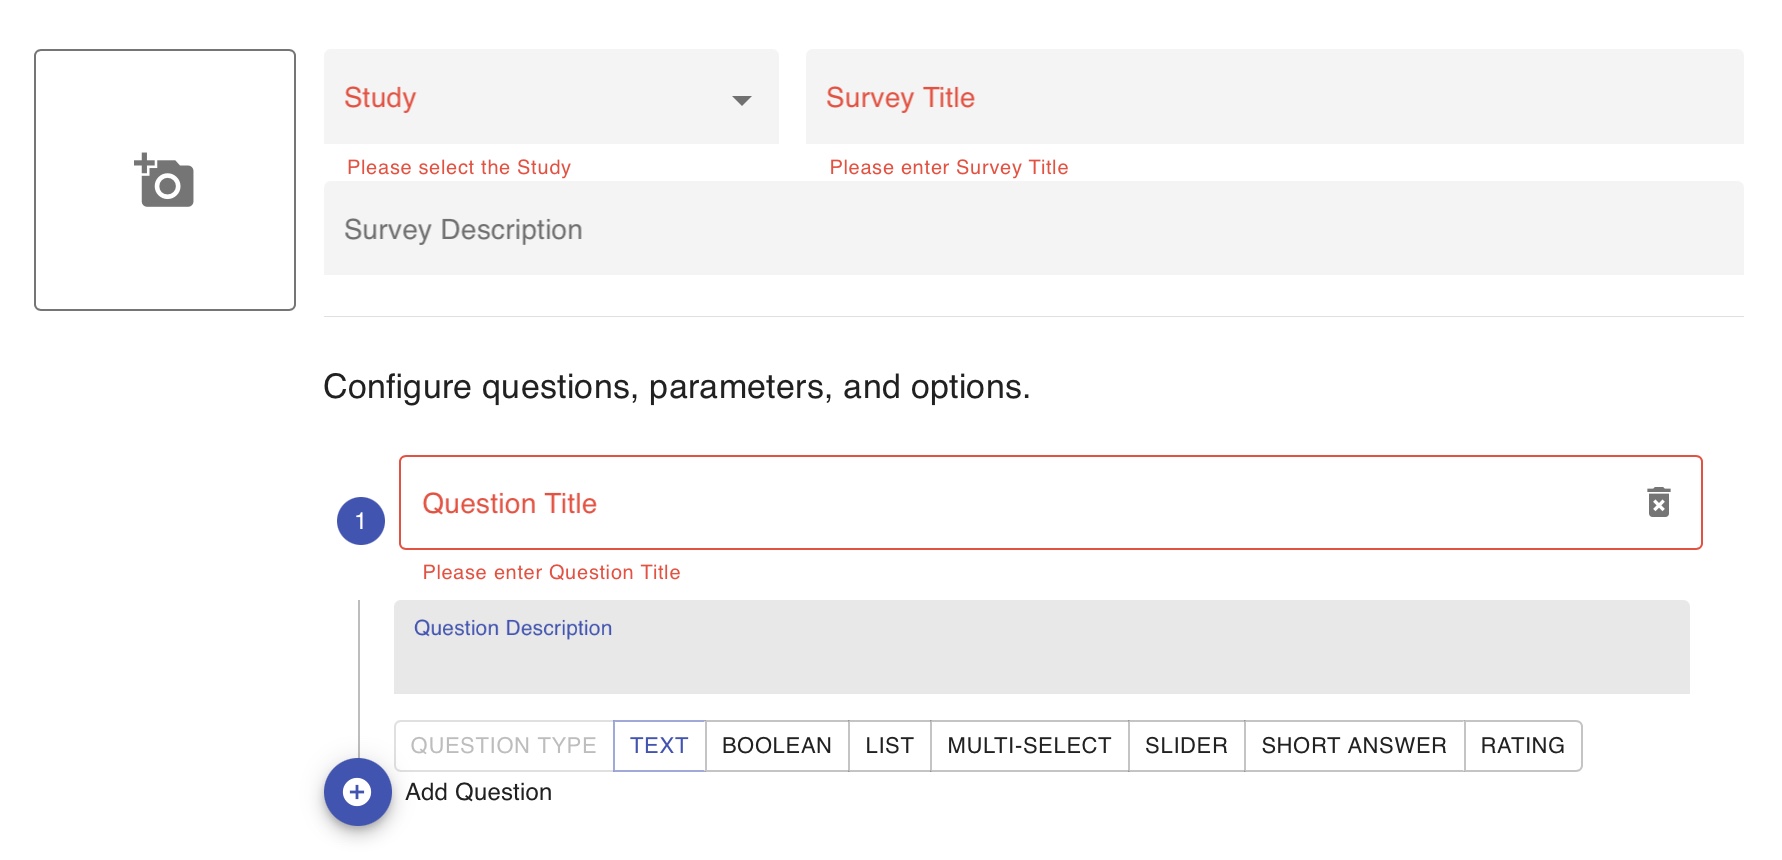 Study
Survey Title
Please select the Study
Please enter Survey Title
Survey Description
Configure questions, parameters, and options.
1
Question Title
Please enter Question Title
Question Description
QUESTION TYPE TEXT BOOLEAN LIST MULTI-SELECT SLIDER SHORT ANSWER RATING
Add Question